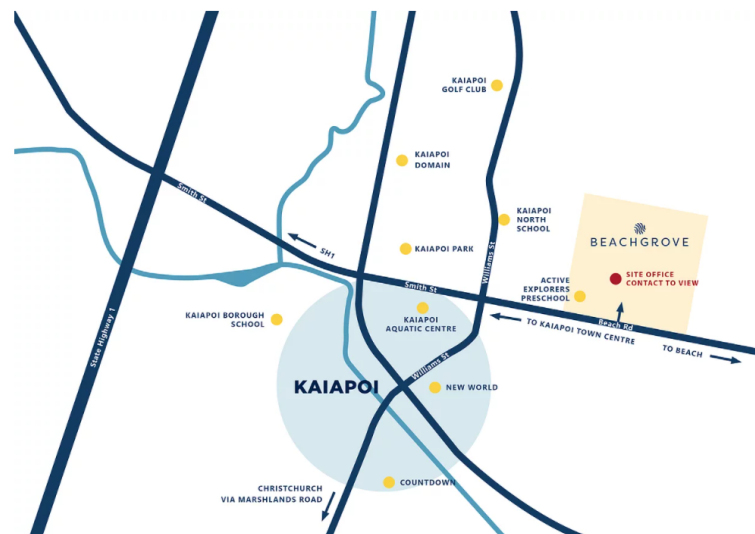 KAIAPOI
GOLF CLUB
KAIAPOI
DOMAIN
Smith St
KAIAPOI
NORTH
SCHOOL
BEACHGROVE
SH1
KAIAPOI PARK
Williams St
SITE OFFICE
CONTACT TO VIEW
ACTIVE
EXPLORERS
PRESCHOOL
Smith St
KAIAPOI BOROUGH
SCHOOL
KAIAPOI
AQUATIC CENTRE
Beach Rd
TO KAIAPOI TOWN CENTRE
TO BEACH
State Highway 1
Williams St
KAIAPOI
NEW WORLD
COUNTDOWN
CHRISTCHURCH
VIA MARSHLANDS ROAD